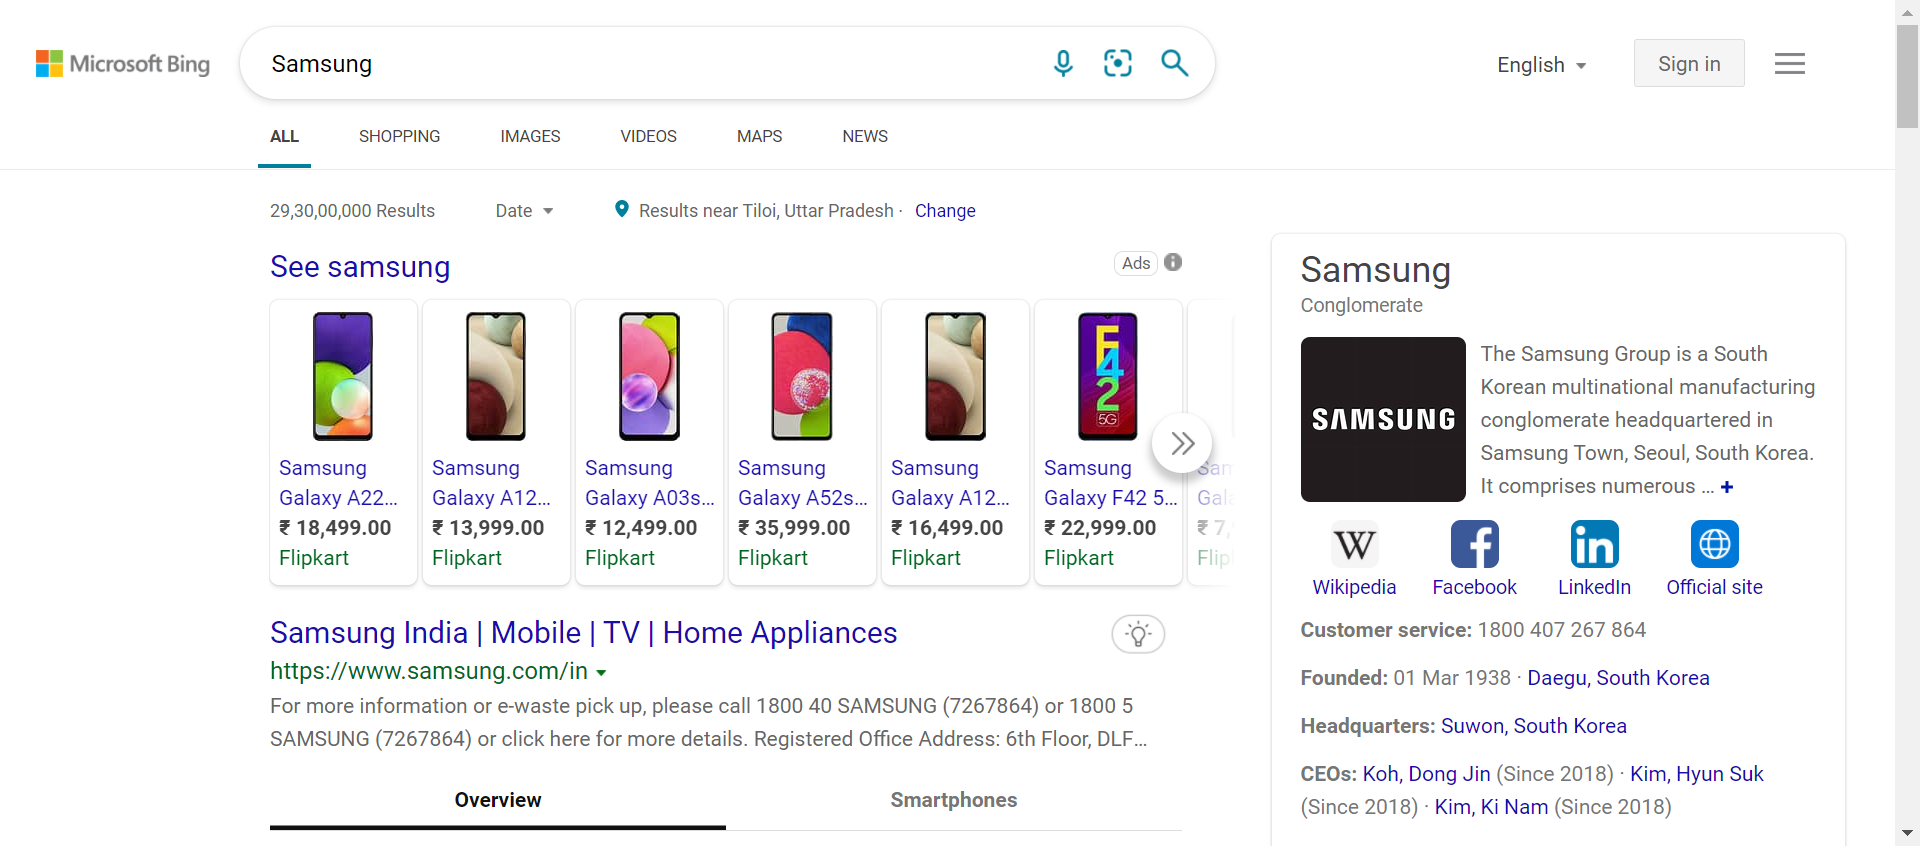 Microsoft Bing
Samsung
English
Sign in
ALL
SHOPPING
IMAGES
VIDEOS
MAPS
NEWS
29,30,00,000 Results
Date
Results near Tiloi, Uttar Pradesh ·
Change
See samsung
Ads
F42
5G
Samsung
Galaxy A22...
₹ 18,499.00
Flipkart
Samsung
Galaxy A12...
₹ 13,999.00
Flipkart
Samsung
Galaxy A03s...
₹ 12,499.00
Flipkart
Samsung
Galaxy A52s...
₹ 35,999.00
Flipkart
Samsung
Galaxy A12...
₹ 16,499.00
Flipkart
Samsung
Galaxy F42 5...
₹ 22,999.00
Flipkart
Samsung India | Mobile | TV | Home Appliances
https://www.samsung.com/in
For more information or e-waste pick up, please call 1800 40 SAMSUNG (7267864) or 1800 5
SAMSUNG (7267864) or click here for more details. Registered Office Address: 6th Floor, DLF...
Overview
Smartphones
Samsung
Conglomerate
SAMSUNG
The Samsung Group is a South
Korean multinational manufacturing
conglomerate headquartered in
Samsung Town, Seoul, South Korea.
It comprises numerous ... +
W
f
in
Wikipedia
Facebook
LinkedIn
Official site
Customer service: 1800 407 267 864
Founded: 01 Mar 1938 · Daegu, South Korea
Headquarters: Suwon, South Korea
CEOs: Koh, Dong Jin (Since 2018) · Kim, Hyun Suk
(Since 2018) · Kim, Ki Nam (Since 2018)